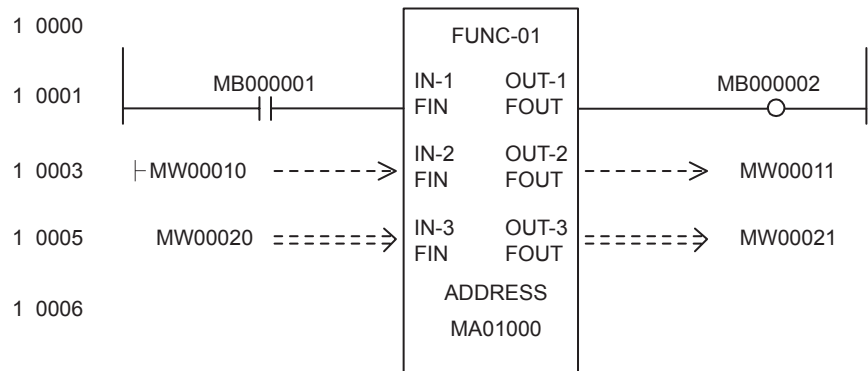 1 0000
FUNC-01
1 0001
MB000001
IN-1 OUT-1
FIN FOUT
MB000002
1 0003
MW00010
IN-2 OUT-2
FIN FOUT
MW00011
1 0005
MW00020
IN-3 OUT-3
FIN FOUT
MW00021
1 0006
ADDRESS
MA01000